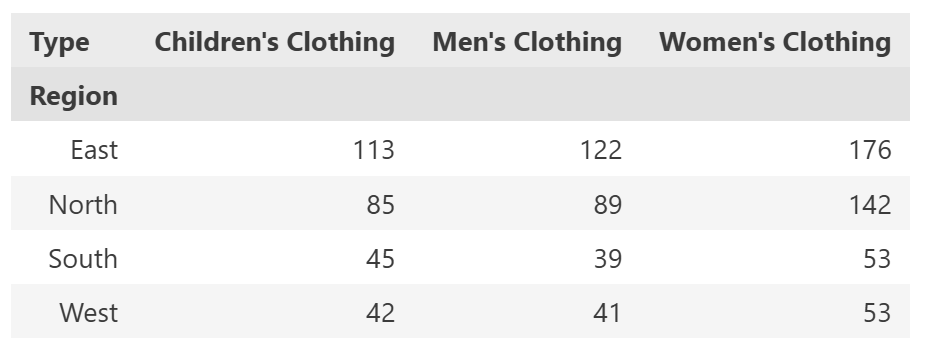 Type Children's Clothing Men's Clothing Women's Clothing
Region
East 113 122 176
North 85 89 142
South 45 39 53
West 42 41 53